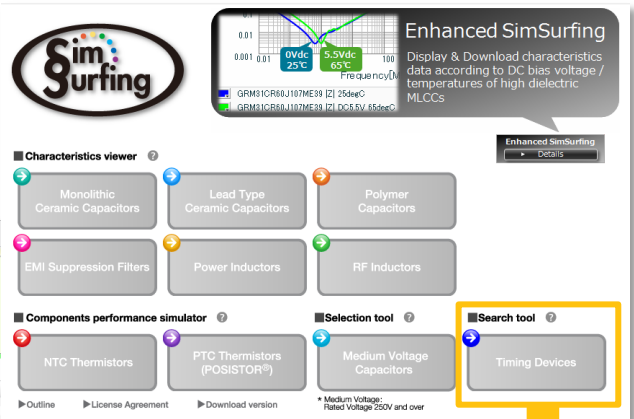 Sim
Surfing
0.1
0.01
0.001
0.01
100
0Vdc
25℃
5.5Vdc
65℃
Frequency[M
GRM31CR60J107ME39 |Z| 25degC
GRM31CR60J107ME39 |Z| DC5.5V 65degC
Enhanced SimSurfing
Display & Download characteristics
data according to DC bias voltage /
temperatures of high dielectric
MLCCs
Enhanced SimSurfing
Details
Characteristics viewer ?
Monolithic
Ceramic Capacitors
Lead Type
Ceramic Capacitors
Polymer
Capacitors
EMI Suppression Filters
Power Inductors
RF Inductors
Components performance simulator ?
Selection tool ?
Search tool ?
NTC Thermistors
PTC Thermistors
(POSISTOR®)
Medium Voltage
Capacitors
Timing Devices
* Medium Voltage:
Rated Voltage 250V and over
Outline
License Agreement
Download version